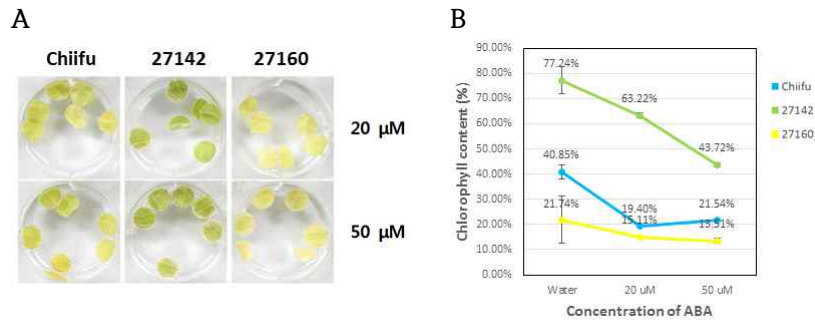 A
Chiifu 27142 27160
20 μM
50 μM
B
90.00%
80.00%
70.00%
60.00%
50.00%
40.00%
30.00%
20.00%
10.00%
0.00%
Chlorophyll content (%)
77.24%
63.22%
43.72%
40.85%
19.40%
21.54%
21.74%
15.11%
13.51%
Water 20 uM 50 uM
Concentration of ABA
Chiifu
27142
27160